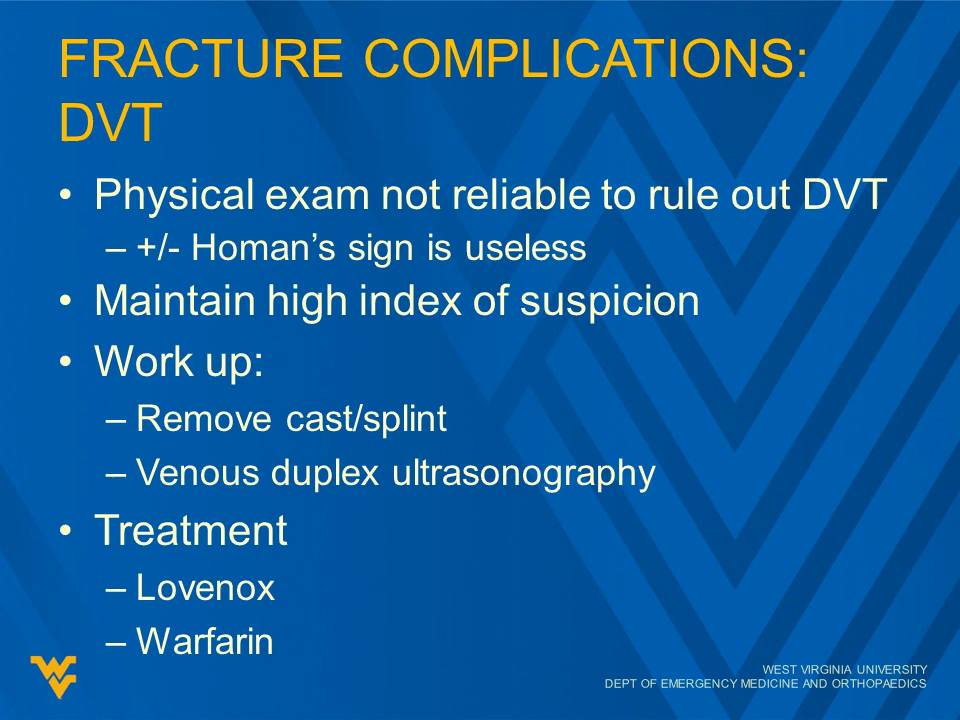 FRACTURE COMPLICATIONS:
DVT
• Physical exam not reliable to rule out DVT
– +/- Homan’s sign is useless
• Maintain high index of suspicion
• Work up:
– Remove cast/splint
– Venous duplex ultrasonography
• Treatment
– Lovenox
– Warfarin
WEST VIRGINIA UNIVERSITY
DEPT OF EMERGENCY MEDICINE AND ORTHOPAEDICS